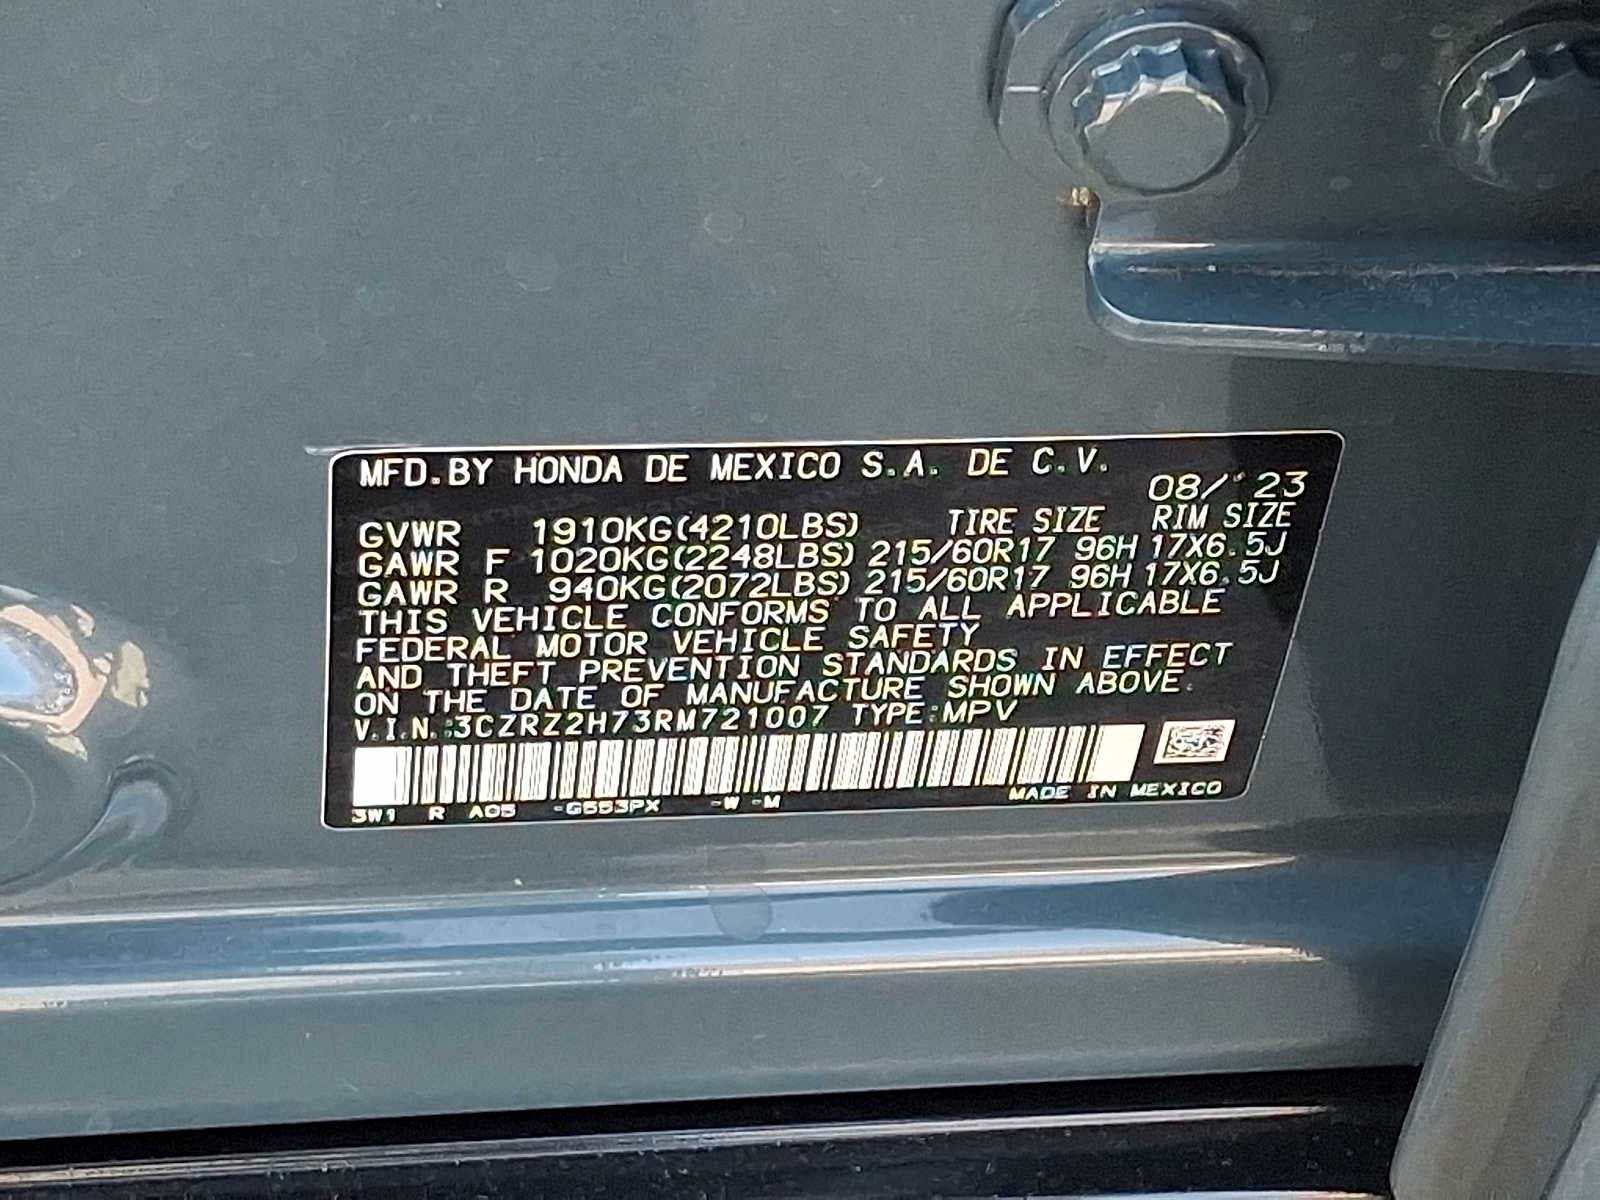 MFD.BY HONDA DE MEXICO S.A. DE C.V.
08/ 23
GVWR 1910KG(4210LBS) TIRE SIZE RIM SIZE
GAWR F 1020KG(2248LBS) 215/60R17 96H 17X6.5J
GAWR R 940KG(2072LBS) 215/60R17 96H 17X6.5J
THIS VEHICLE CONFORMS TO ALL APPLICABLE
FEDERAL MOTOR VEHICLE SAFETY
AND THEFT PREVENTION STANDARDS IN EFFECT
ON THE DATE OF MANUFACTURE SHOWN ABOVE.
V.I.N.:3CZRZ2H73RM721007 TYPE:MPV
3W1 R A05 -G553PX -W -M MADE IN MEXICO